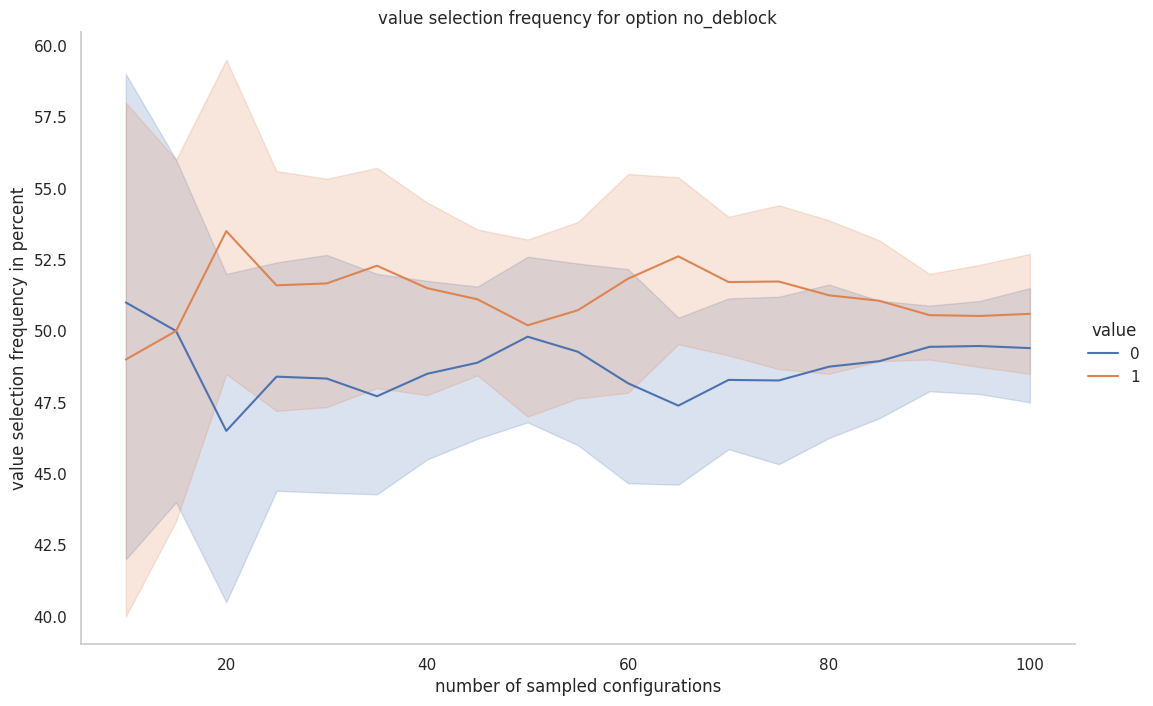 value selection frequency for option no_deblock
60.0
57.5
55.0
52.5
50.0
47.5
45.0
42.5
40.0
value selection frequency in percent
20 40 60 80 100
number of sampled configurations
value
0
1